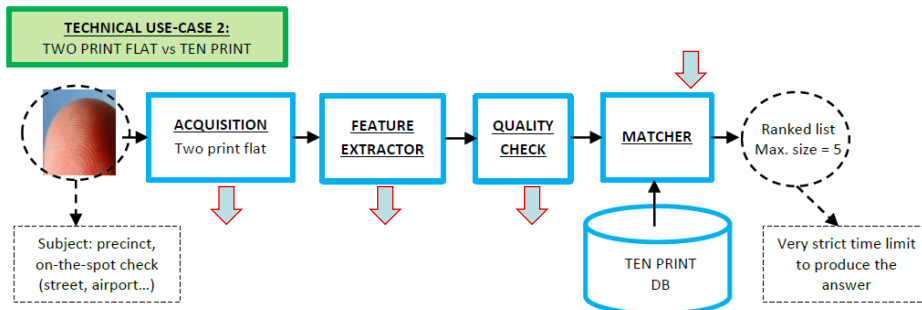 TECHNICAL USE-CASE 2:
TWO PRINT FLAT vs TEN PRINT
ACQUISITION
Two print flat
FEATURE
EXTRACTOR
QUALITY
CHECK
MATCHER
Ranked list
Max. size = 5
Subject: precinct,
on-the-spot check
(street, airport...)
TEN PRINT
DB
Very strict time limit
to produce the
answer